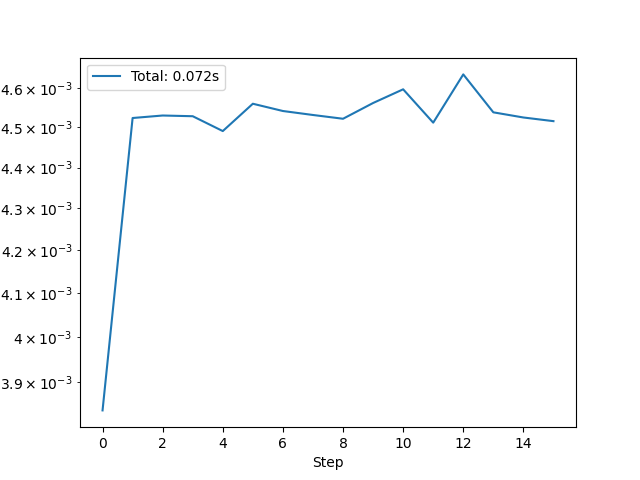 Total: 0.072s
4.6 × 10⁻³
4.5 × 10⁻³
4.4 × 10⁻³
4.3 × 10⁻³
4.2 × 10⁻³
4.1 × 10⁻³
4 × 10⁻³
3.9 × 10⁻³
0 2 4 6 8 10 12 14
Step